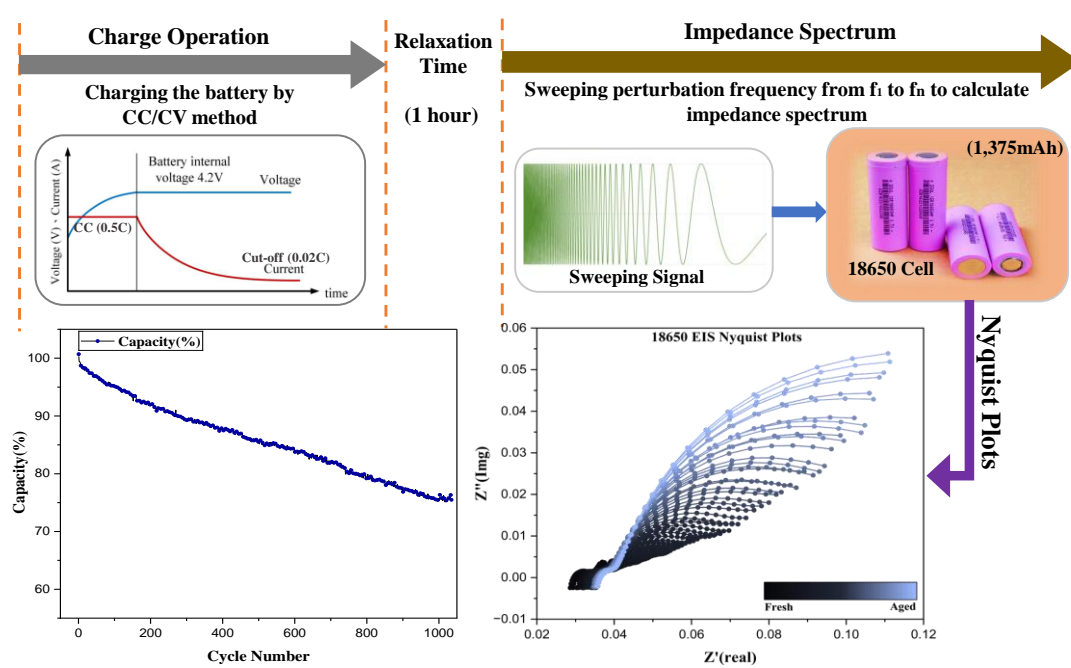 Charge Operation
Relaxation
Time
(1 hour)
Impedance Spectrum
Charging the battery by
CC/CV method
Sweeping perturbation frequency from f₁ to fₙ to calculate
impedance spectrum
Voltage (V)、Current (A)
Battery internal
voltage 4.2V
Voltage
CC (0.5C)
Cut-off (0.02C)
Current
time
Sweeping Signal
(1,375mAh)
18650 Cell
Nyquist Plots
Capacity(%)
100
90
80
70
60
Capacity(%)
0
200
400
600
800
1000
Cycle Number
18650 EIS Nyquist Plots
0.06
0.05
0.04
0.03
0.02
0.01
0.00
−0.01
Z''(Img)
Fresh
Aged
0.02
0.04
0.06
0.08
0.10
0.12
Z'(real)